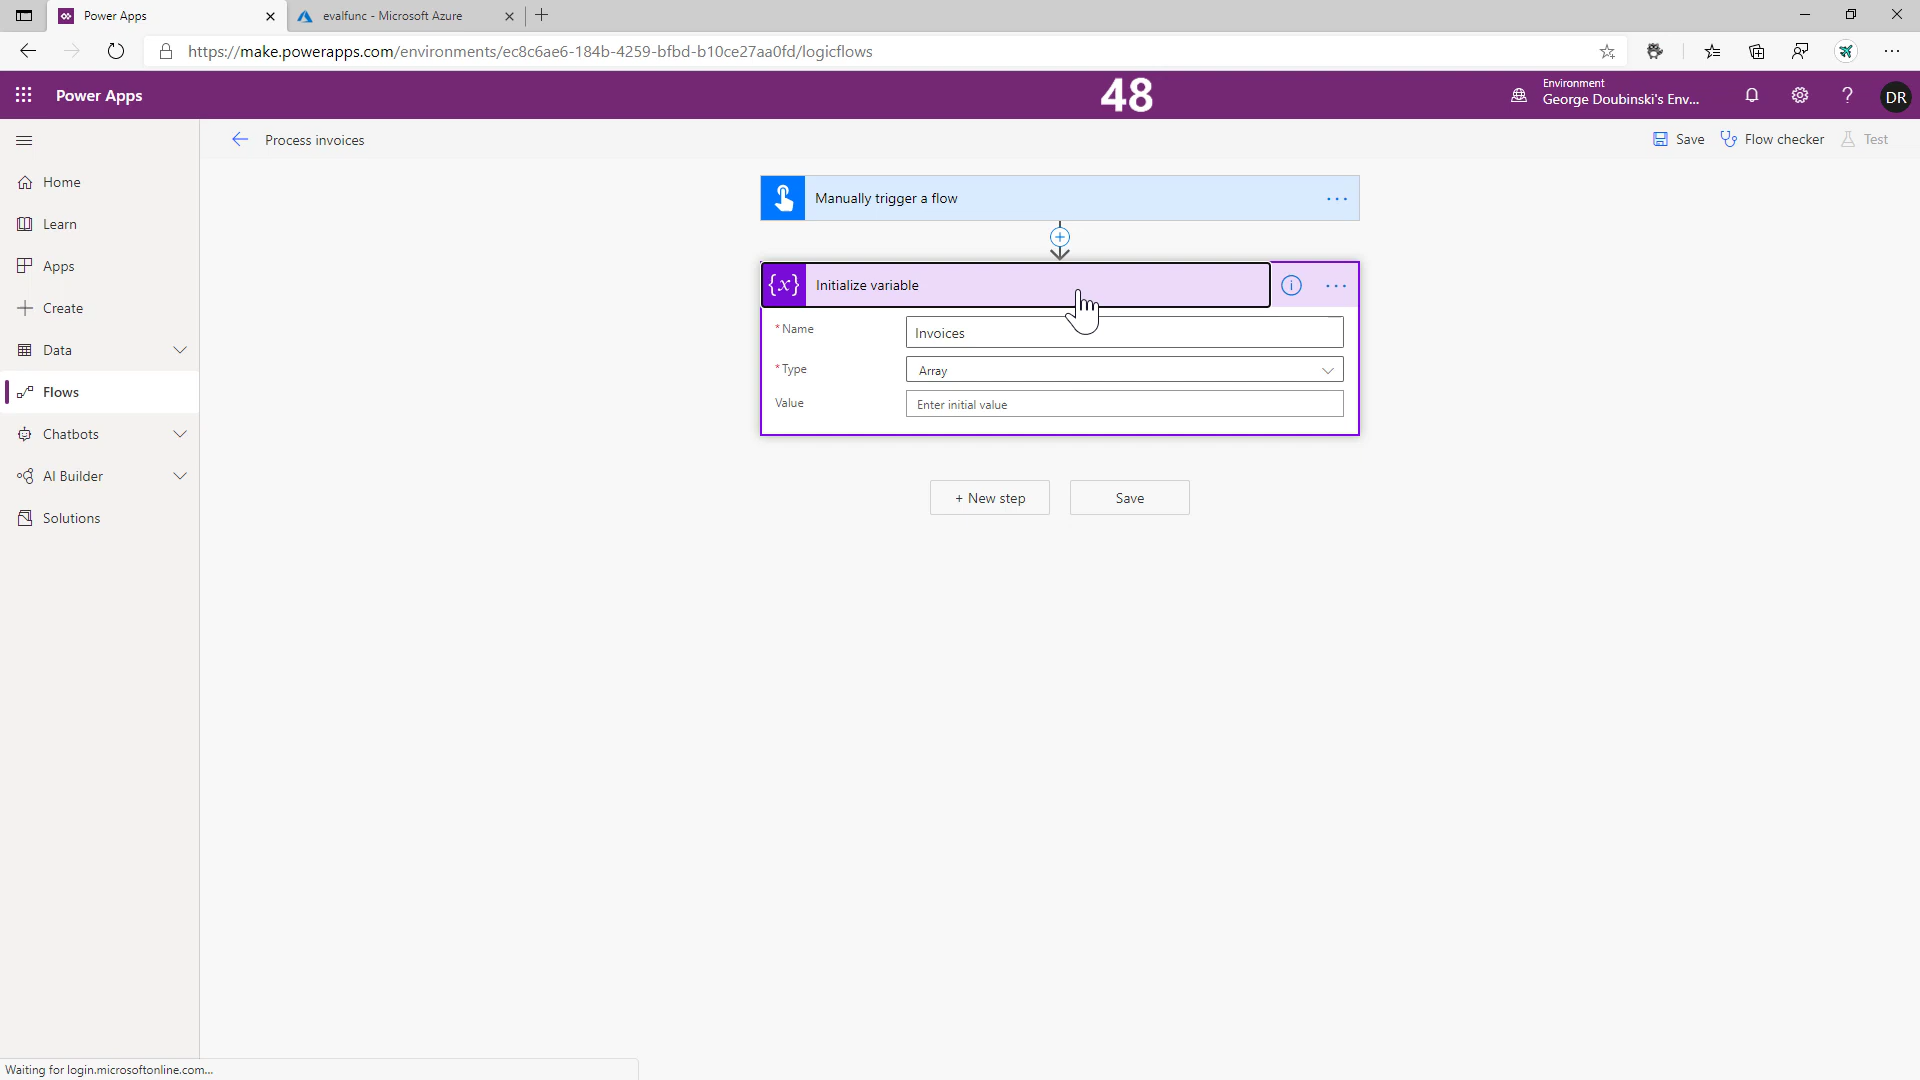 Power Apps
evalfunc - Microsoft Azure
https://make.powerapps.com/environments/ec8c6ae6-184b-4259-bfbd-b10ce27aa0fd/logicflows
Power Apps
48
Environment
George Doubinski's Env...
?
DR
Process invoices
Save
Flow checker
Test
Home
Learn
Apps
Create
Data
Flows
Chatbots
AI Builder
Solutions
Manually trigger a flow
{x} Initialize variable
* Name
Invoices
* Type
Array
Value
Enter initial value
+ New step
Save
Waiting for login.microsoftonline.com...